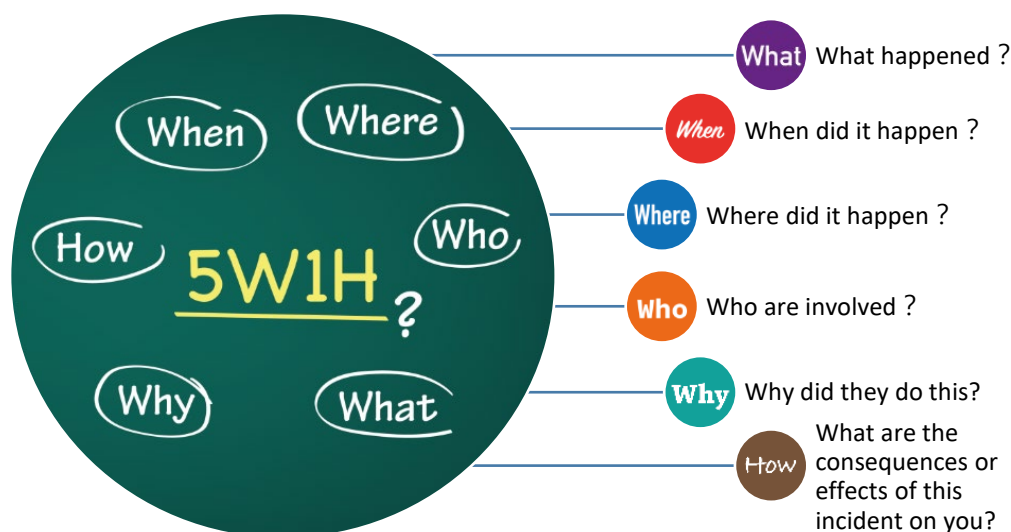 When
Where
How
Who
5W1H
?
Why
What
What
What happened ?
When
When did it happen ?
Where
Where did it happen ?
Who
Who are involved ?
Why
Why did they do this?
How
What are the
consequences or
effects of this
incident on you?